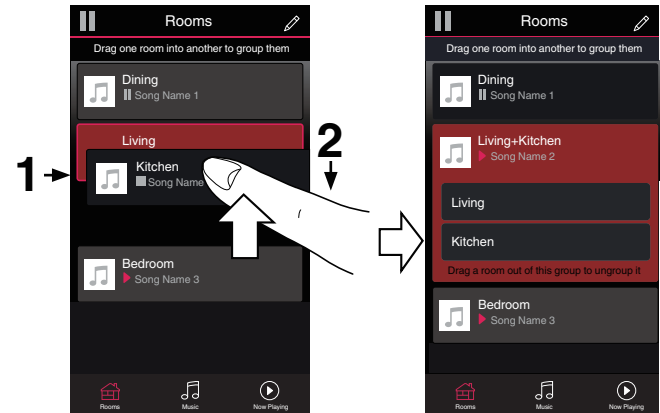 Rooms
Drag one room into another to group them
Dining
Song Name 1
Living
Kitchen
Song Name
Bedroom
Song Name 3
Rooms
Music
Now Playing
1
2
Rooms
Drag one room into another to group them
Dining
Song Name 1
Living+Kitchen
Song Name 2
Living
Kitchen
Drag a room out of this group to ungroup it
Bedroom
Song Name 3
Rooms
Music
Now Playing